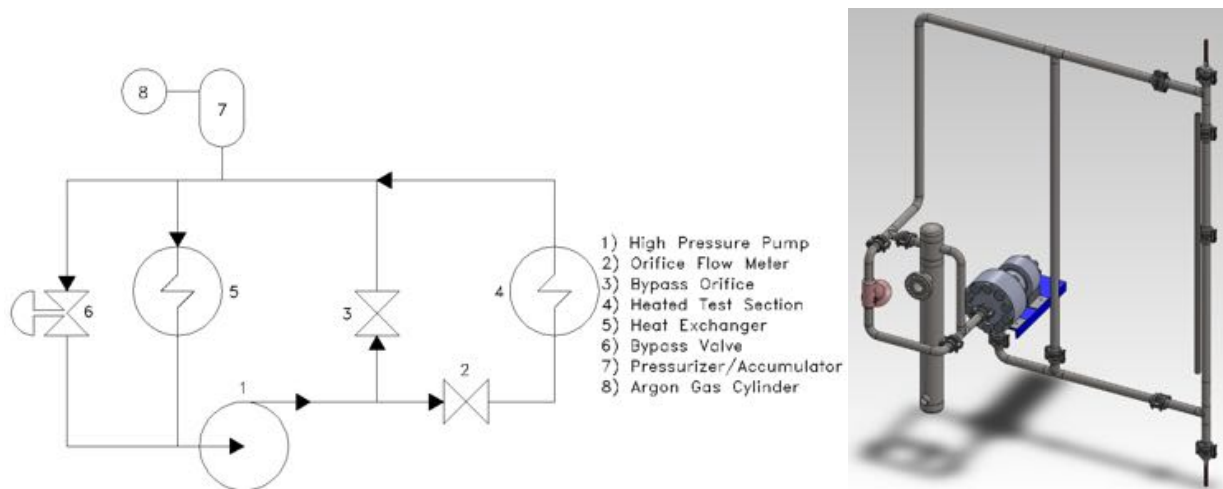 8
7
6
5
3
4
2
1
1) High Pressure Pump
2) Orifice Flow Meter
3) Bypass Orifice
4) Heated Test Section
5) Heat Exchanger
6) Bypass Valve
7) Pressurizer/Accumulator
8) Argon Gas Cylinder